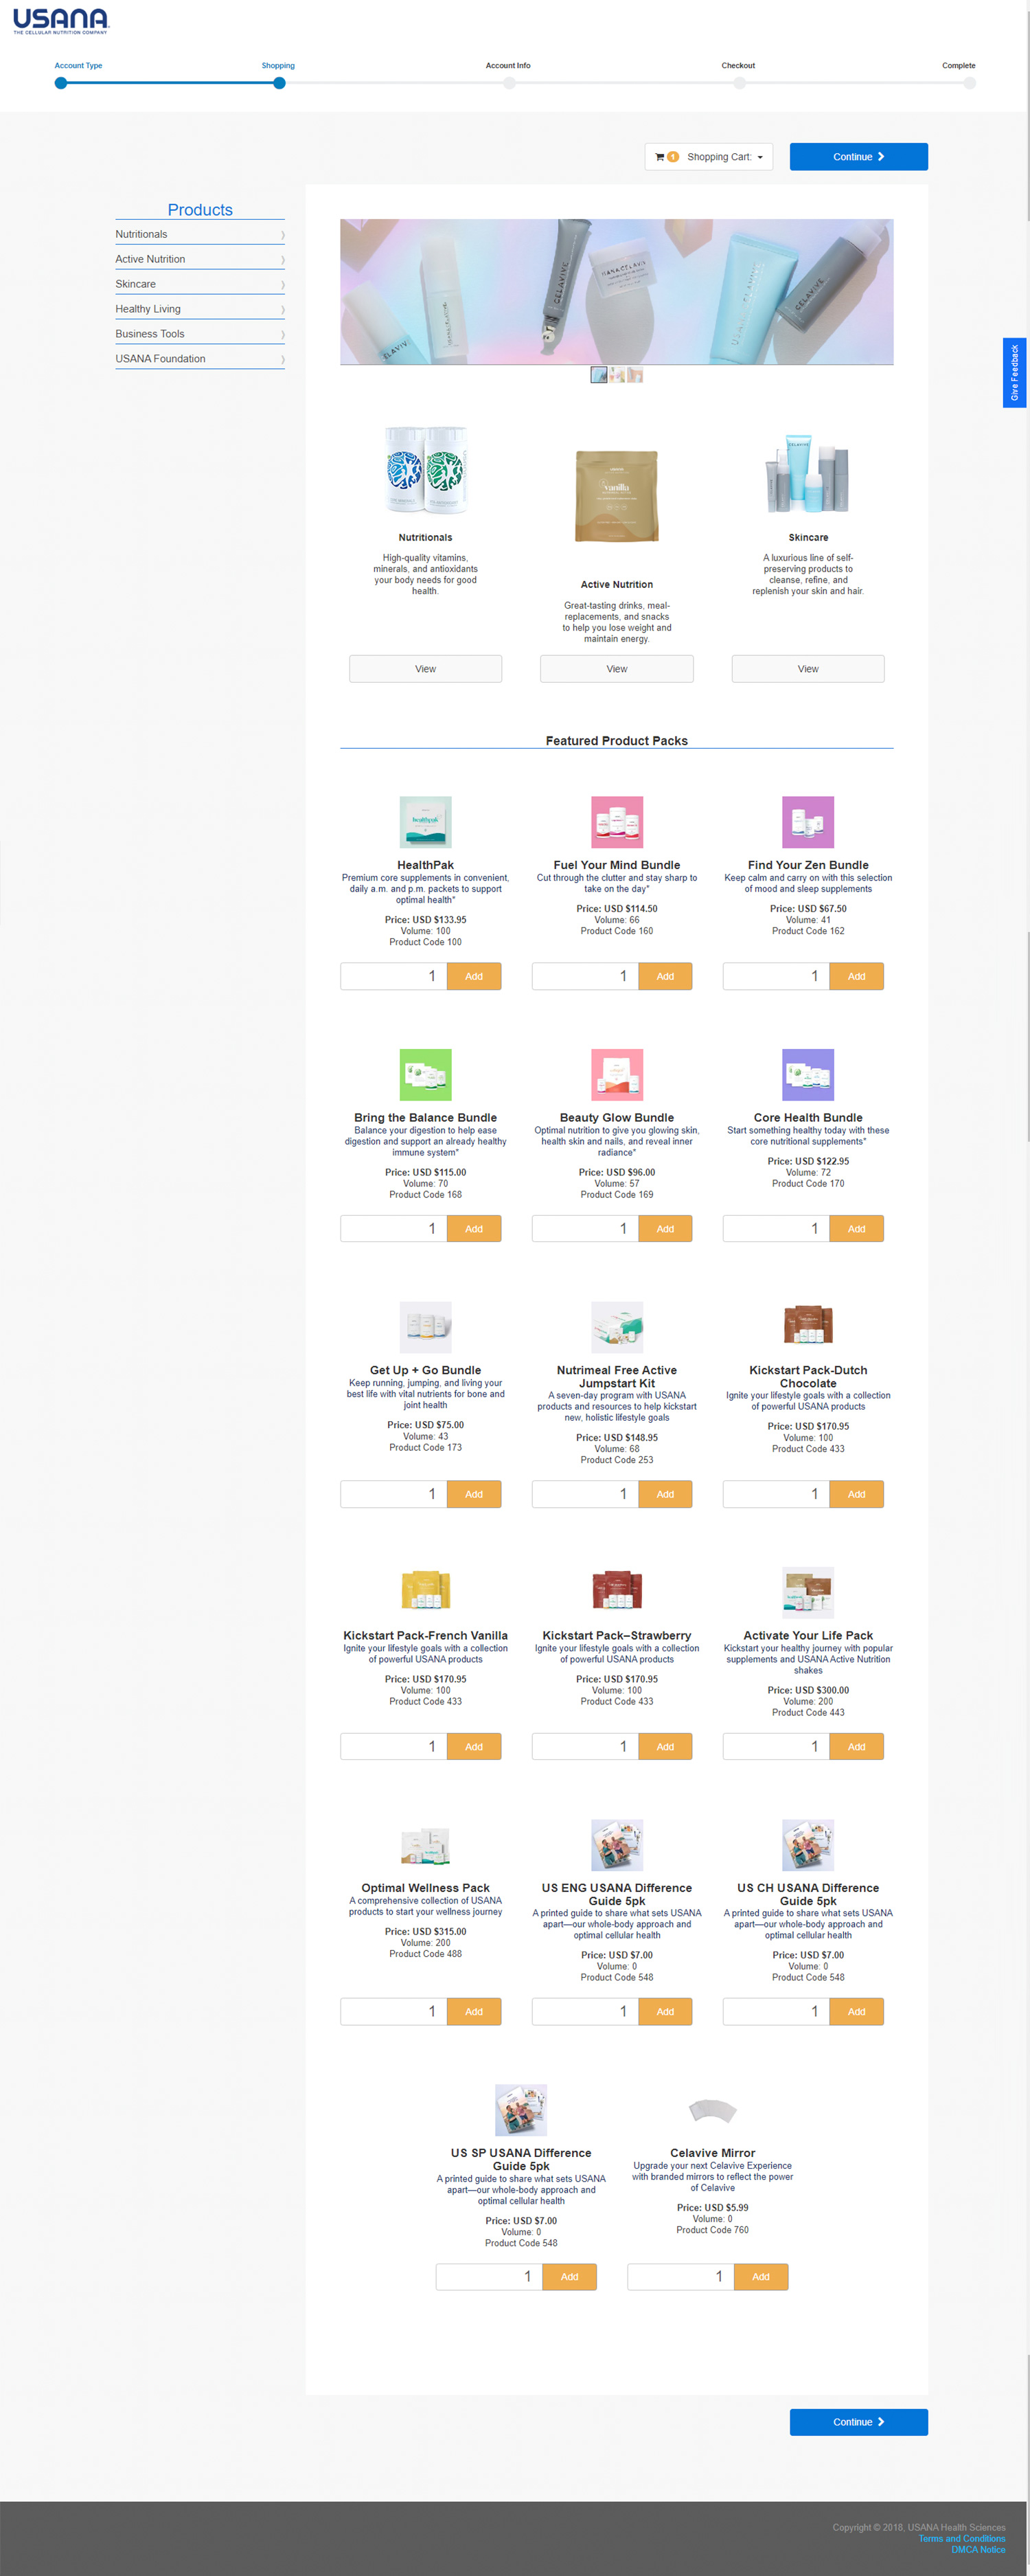 USANA
THE CELLULAR NUTRITION COMPANY
Account Type
Shopping
Account Info
Checkout
Complete
1 Shopping Cart:
Continue
Products
Nutritionals
Active Nutrition
Skincare
Healthy Living
Business Tools
USANA Foundation
CELAVIVE
CELAVIVE
Give Feedback
vanilla
CELAVIVE
Nutritionals
High-quality vitamins,
minerals, and antioxidants
your body needs for good
health.
Active Nutrition
Great-tasting drinks, meal-
replacements, and snacks
to help you lose weight and
maintain energy.
Skincare
A luxurious line of self-
preserving products to
cleanse, refine, and
replenish your skin and hair.
View
View
View
Featured Product Packs
healthpak
HealthPak
Premium core supplements in convenient,
daily a.m. and p.m. packets to support
optimal health*
Price: USD $133.95
Volume: 100
Product Code 100
1 Add
Fuel Your Mind Bundle
Cut through the clutter and stay sharp to
take on the day*
Price: USD $114.50
Volume: 66
Product Code 160
1 Add
Find Your Zen Bundle
Keep calm and carry on with this selection
of mood and sleep supplements
Price: USD $67.50
Volume: 41
Product Code 162
1 Add
Bring the Balance Bundle
Balance your digestion to help ease
digestion and support an already healthy
immune system*
Price: USD $115.00
Volume: 70
Product Code 168
1 Add
Beauty Glow Bundle
Optimal nutrition to give you glowing skin,
health skin and nails, and reveal inner
radiance*
Price: USD $96.00
Volume: 57
Product Code 169
1 Add
Core Health Bundle
Start something healthy today with these
core nutritional supplements*
Price: USD $122.95
Volume: 72
Product Code 170
1 Add
Get Up + Go Bundle
Keep running, jumping, and living your
best life with vital nutrients for bone and
joint health
Price: USD $75.00
Volume: 43
Product Code 173
1 Add
Nutrimeal Free Active
Jumpstart Kit
A seven-day program with USANA
products and resources to help kickstart
new, holistic lifestyle goals
Price: USD $148.95
Volume: 68
Product Code 253
1 Add
Kickstart Pack-Dutch
Chocolate
Ignite your lifestyle goals with a collection
of powerful USANA products
Price: USD $170.95
Volume: 100
Product Code 433
1 Add
Kickstart Pack-French Vanilla
Ignite your lifestyle goals with a collection
of powerful USANA products
Price: USD $170.95
Volume: 100
Product Code 433
1 Add
Kickstart Pack–Strawberry
Ignite your lifestyle goals with a collection
of powerful USANA products
Price: USD $170.95
Volume: 100
Product Code 433
1 Add
Activate Your Life Pack
Kickstart your healthy journey with popular
supplements and USANA Active Nutrition
shakes
Price: USD $300.00
Volume: 200
Product Code 443
1 Add
Optimal Wellness Pack
A comprehensive collection of USANA
products to start your wellness journey
Price: USD $315.00
Volume: 200
Product Code 488
1 Add
US ENG USANA Difference
Guide 5pk
A printed guide to share what sets USANA
apart—our whole-body approach and
optimal cellular health
Price: USD $7.00
Volume: 0
Product Code 548
1 Add
US CH USANA Difference
Guide 5pk
A printed guide to share what sets USANA
apart—our whole-body approach and
optimal cellular health
Price: USD $7.00
Volume: 0
Product Code 548
1 Add
US SP USANA Difference
Guide 5pk
A printed guide to share what sets USANA
apart—our whole-body approach and
optimal cellular health
Price: USD $7.00
Volume: 0
Product Code 548
1 Add
Celavive Mirror
Upgrade your next Celavive Experience
with branded mirrors to reflect the power
of Celavive
Price: USD $5.99
Volume: 0
Product Code 760
1 Add
Continue
Copyright © 2018, USANA Health Sciences
Terms and Conditions
DMCA Notice